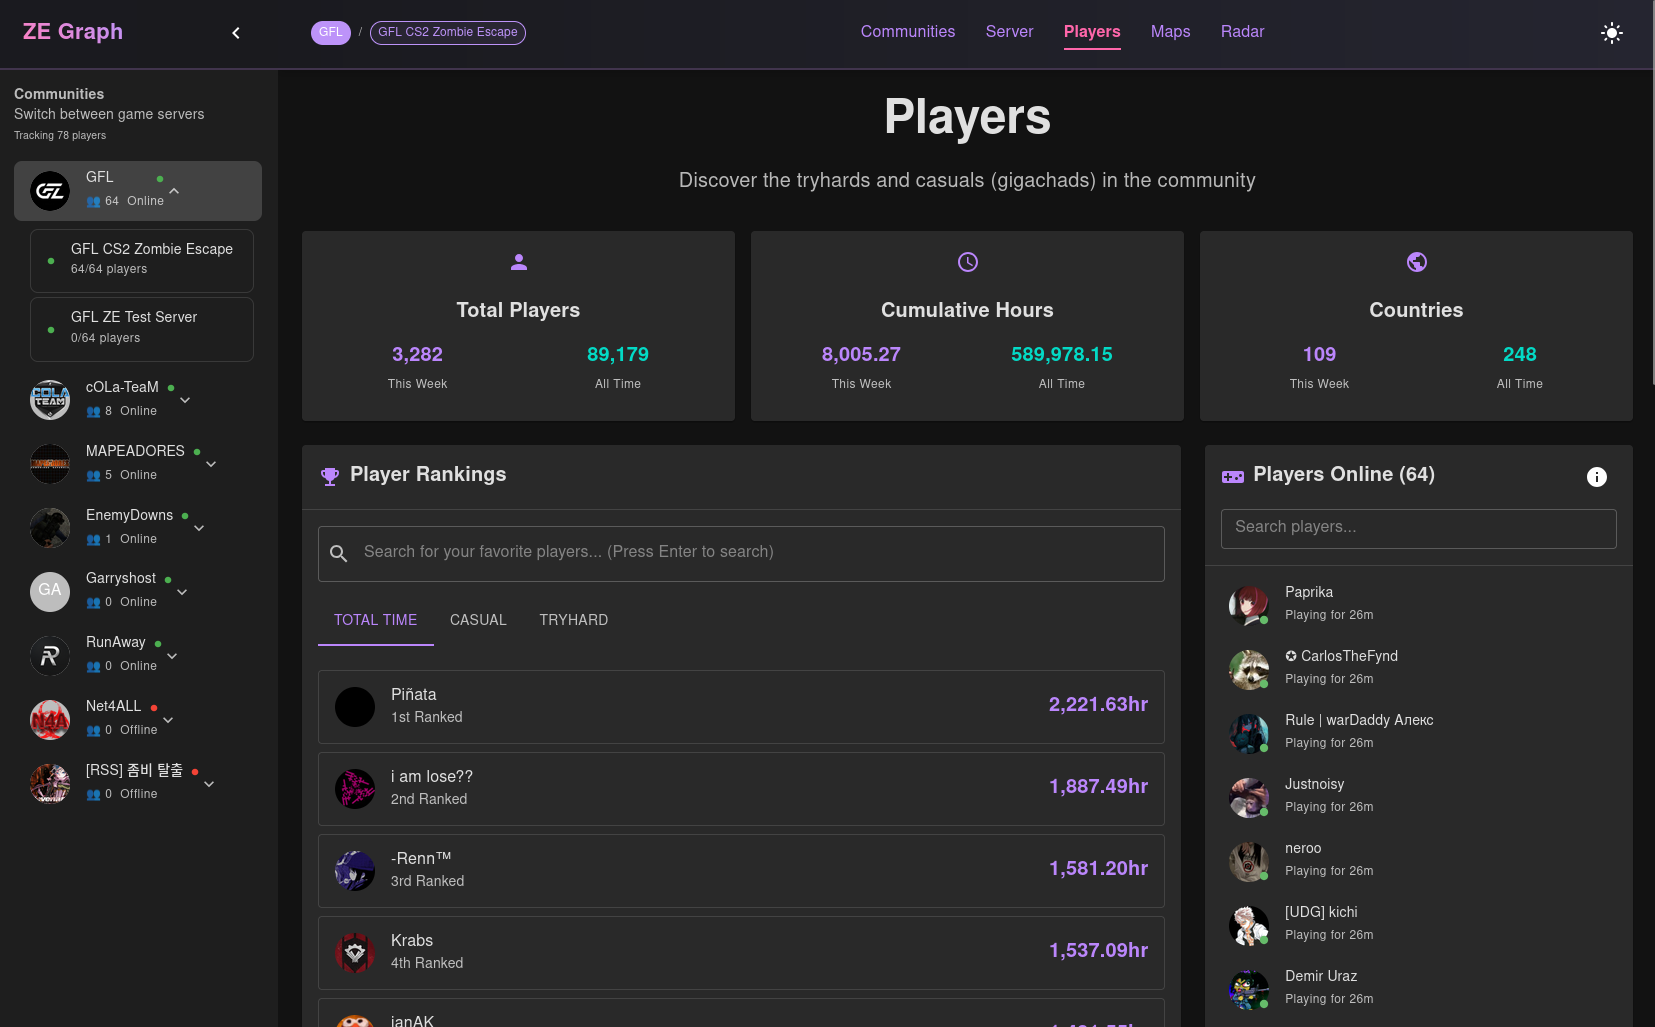 ZE Graph
GFL / GFL CS2 Zombie Escape
Communities Server Players Maps Radar
Communities
Switch between game servers
Tracking 78 players
GFL
64 Online
GFL CS2 Zombie Escape
64/64 players
GFL ZE Test Server
0/64 players
COLA TEAM
cOLa-TeaM
8 Online
MAPEADORES
5 Online
EnemyDowns
1 Online
GA
Garryshost
0 Online
RunAway
0 Online
N4A
Net4ALL
0 Offline
[RSS] 좀비 탈출
0 Offline
Players
Discover the tryhards and casuals (gigachads) in the community
Total Players
3,282 89,179
This Week All Time
Cumulative Hours
8,005.27 589,978.15
This Week All Time
Countries
109 248
This Week All Time
Player Rankings
Search for your favorite players... (Press Enter to search)
TOTAL TIME CASUAL TRYHARD
Piñata
1st Ranked
2,221.63hr
i am lose??
2nd Ranked
1,887.49hr
-Renn™
3rd Ranked
1,581.20hr
Krabs
4th Ranked
1,537.09hr
janAK
Players Online (64)
Search players...
Paprika
Playing for 26m
✪ CarlosTheFynd
Playing for 26m
Rule | warDaddy Алекс
Playing for 26m
Justnoisy
Playing for 26m
neroo
Playing for 26m
[UDG] kichi
Playing for 26m
Demir Uraz
Playing for 26m